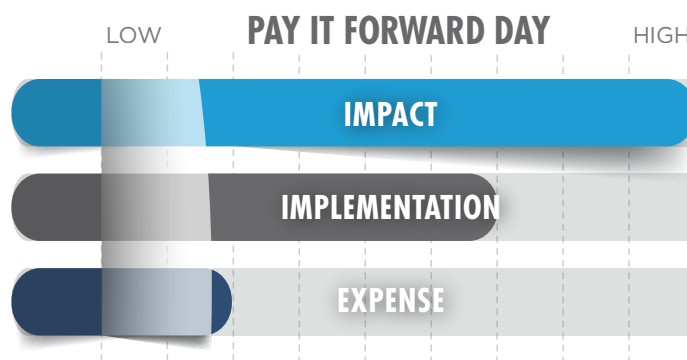 LOW PAY IT FORWARD DAY HIGH
IMPACT
IMPLEMENTATION
EXPENSE